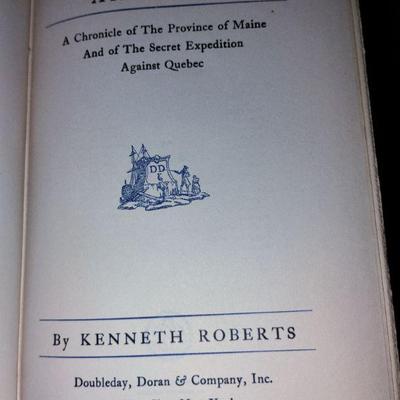 A Chronicle of The Province of Maine
And of The Secret Expedition
Against Quebec
DD
&
By KENNETH ROBERTS
Doubleday, Doran & Company, Inc.